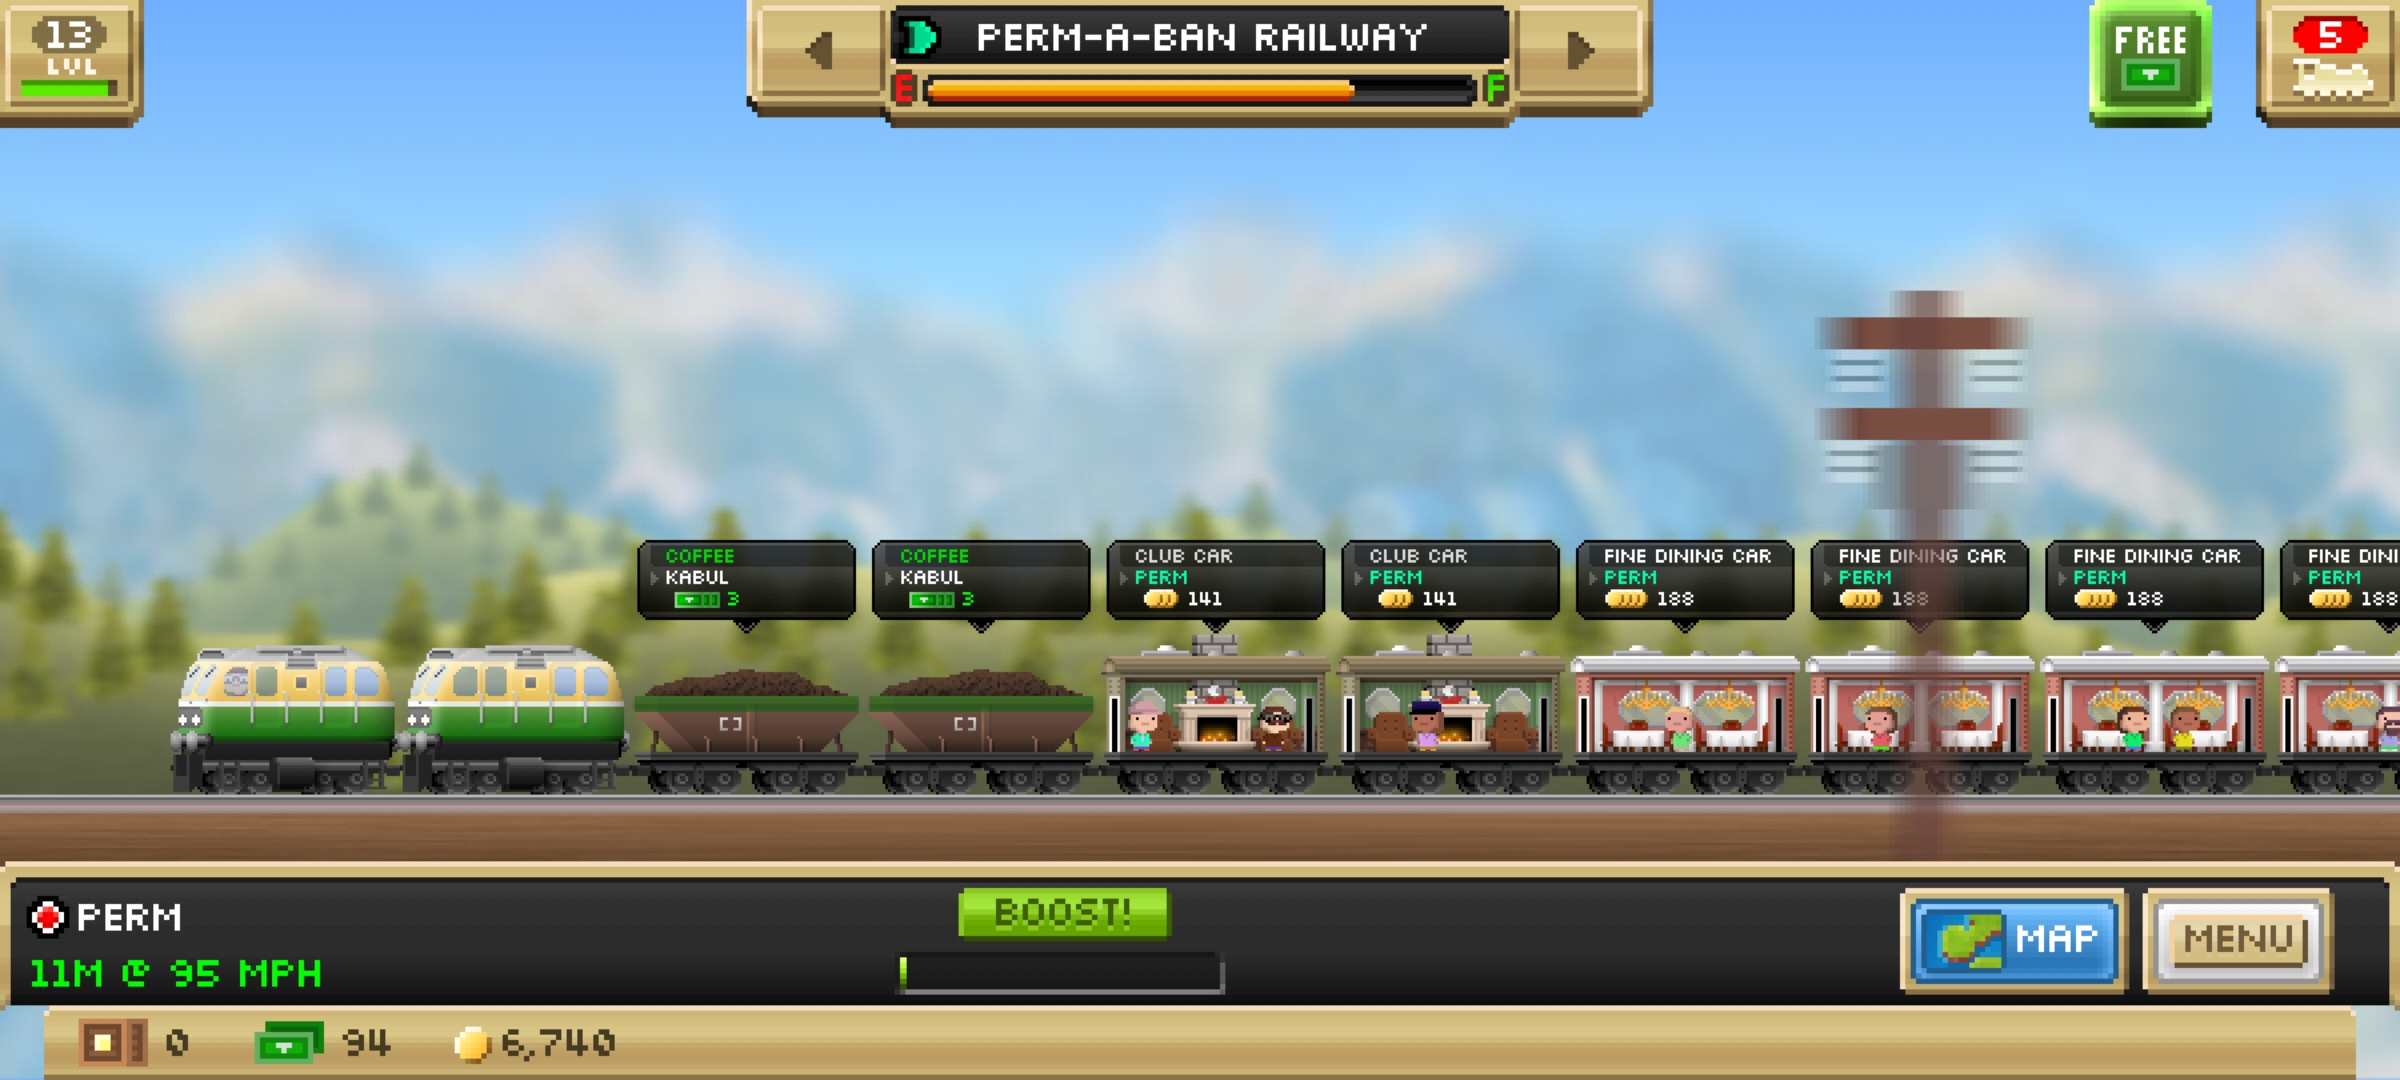 13
LVL
PERM-A-BAN RAILWAY
E
F
FREE
5
COFFEE
KABUL
3
COFFEE
KABUL
3
CLUB CAR
PERM
141
CLUB CAR
PERM
141
FINE DINING CAR
PERM
188
FINE DINING CAR
PERM
188
FINE DINING CAR
PERM
188
FINE DINI
PERM
188
PERM
11M @ 95 MPH
BOOST!
MAP
MENU
0
94
6,740